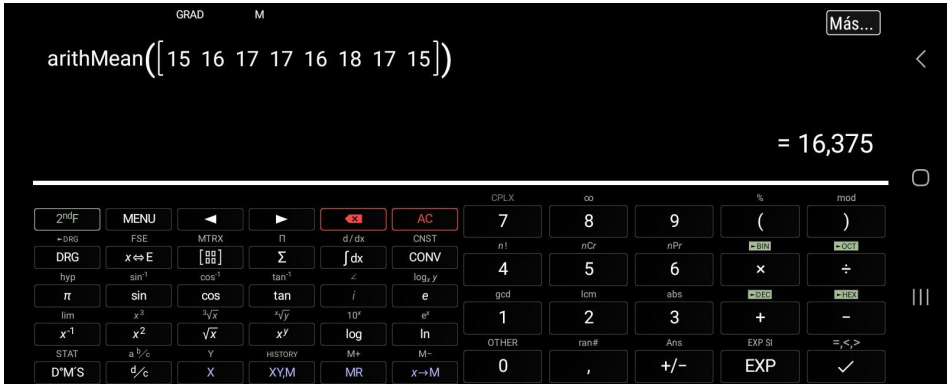 GRAD M
Más...
arithMean([15 16 17 17 16 18 17 15])
= 16,375
CPLX ∞ % mod
2ndF MENU ◄ ► AC 7 8 9 ( )
►DRG FSE MTRX Π d/dx CNST n! nCr nPr ►BIN ►OCT
DRG x⇔E Σ ∫dx CONV 4 5 6 × ÷
hyp sin-1 cos-1 tan-1 ∠ logₓ y gcd lcm abs ►DEC ►HEX
π sin cos tan i e 1 2 3 + −
lim x³ ³√x ˣ√y 10ˣ eˣ OTHER ran# Ans EXP SI =,<,>
x-1 x² √x xʸ log ln 0 , +/− EXP ✓
STAT a b/c Y HISTORY M+ M−
D°M′S d/c X XY,M MR x→M